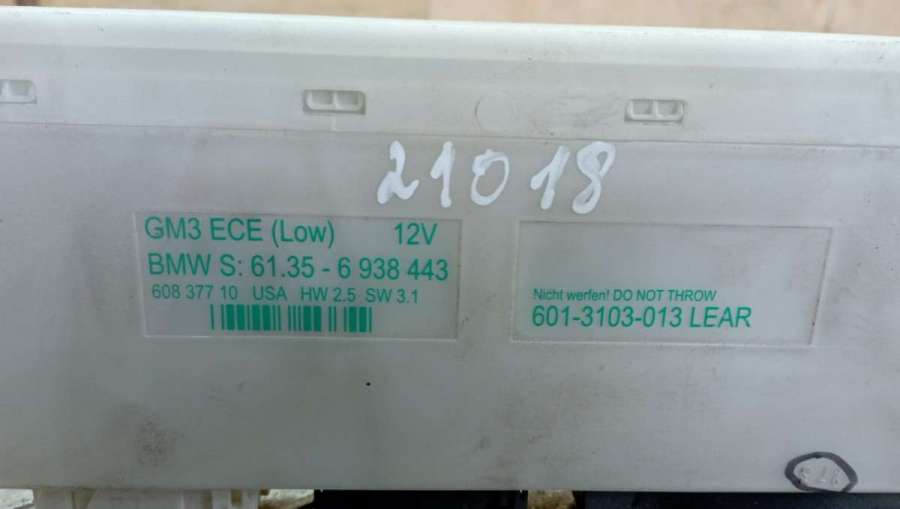 21018
GM3 ECE (Low) 12V
BMW S: 61.35 - 6 938 443
608 377 10 USA HW 2.5 SW 3.1
Nicht werfen! DO NOT THROW
601-3103-013 LEAR